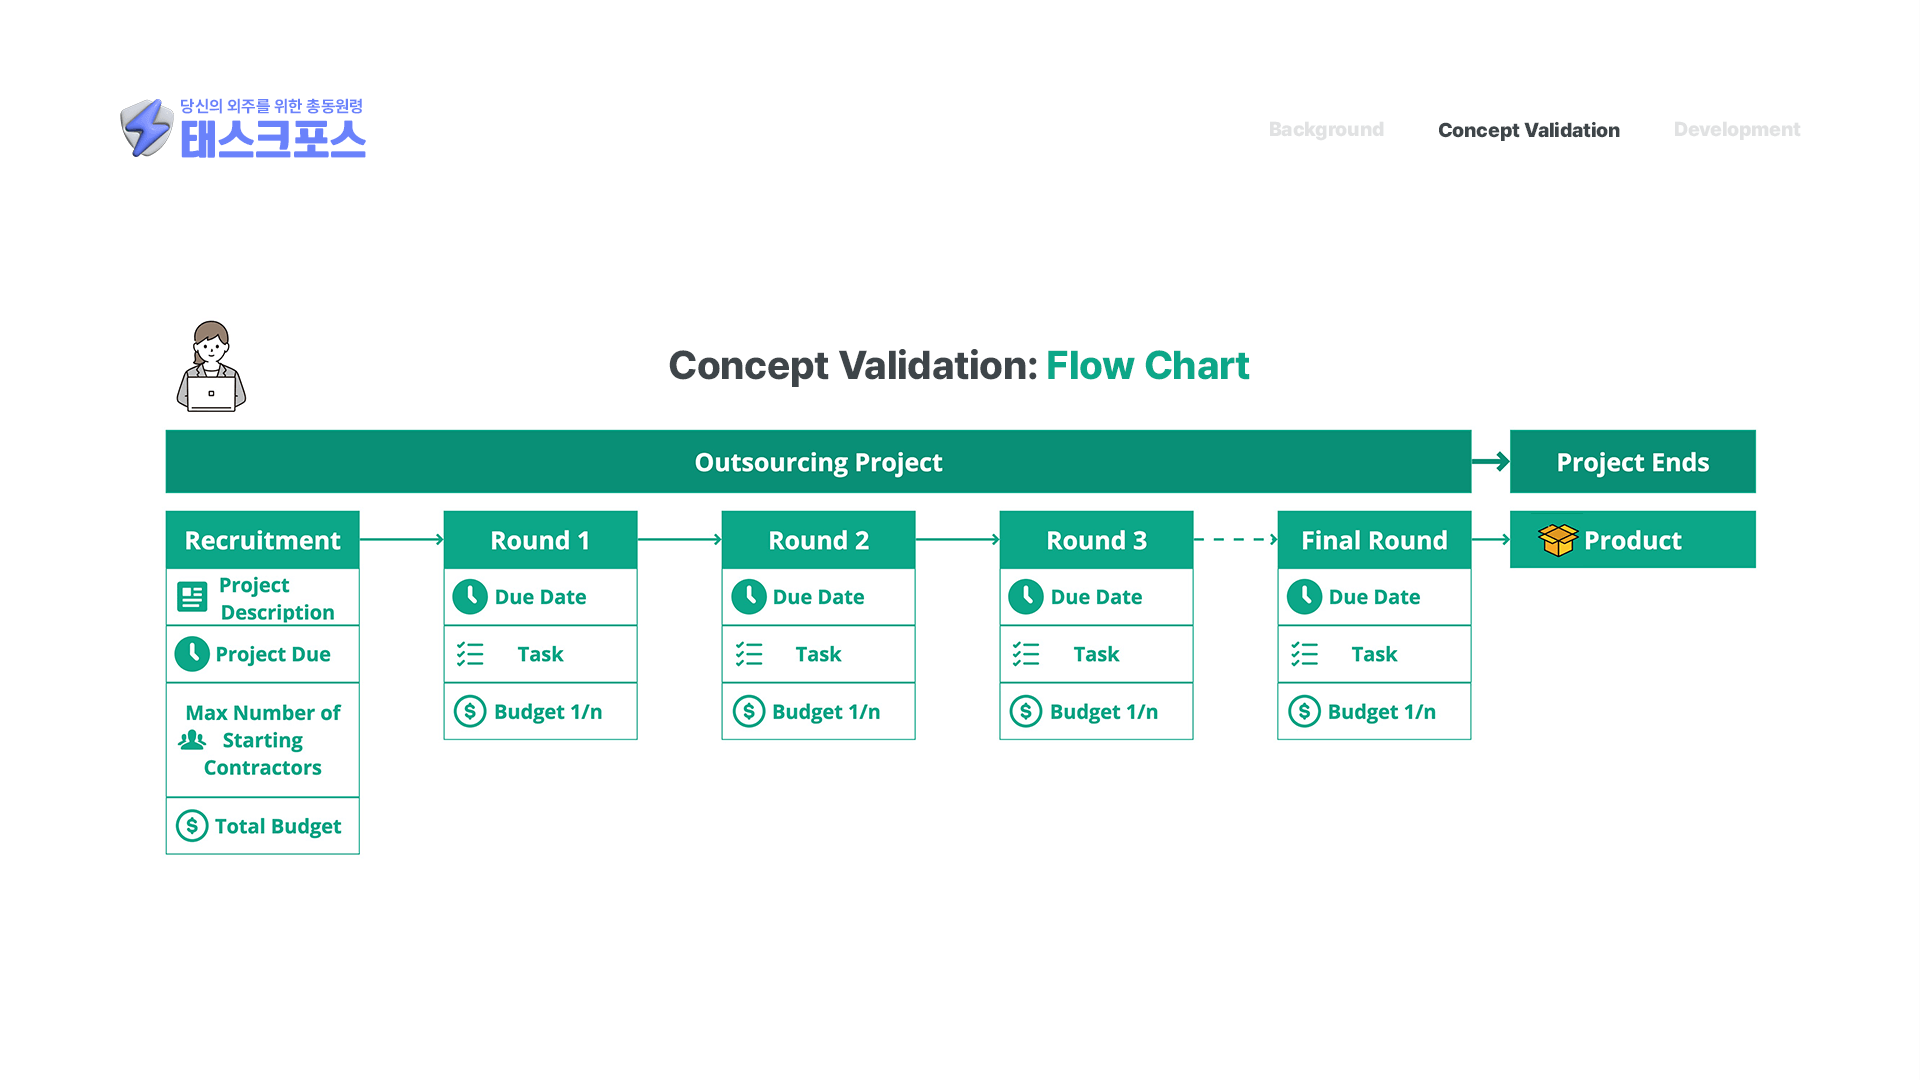 당신의 외주를 위한 총동원령
태스크포스
Background
Concept Validation
Development
Concept Validation: Flow Chart
Outsourcing Project
Project Ends
Recruitment
Project
Description
Project Due
Max Number of
Starting
Contractors
Total Budget
Round 1
Due Date
Task
Budget 1/n
Round 2
Due Date
Task
Budget 1/n
Round 3
Due Date
Task
Budget 1/n
Final Round
Due Date
Task
Budget 1/n
Product